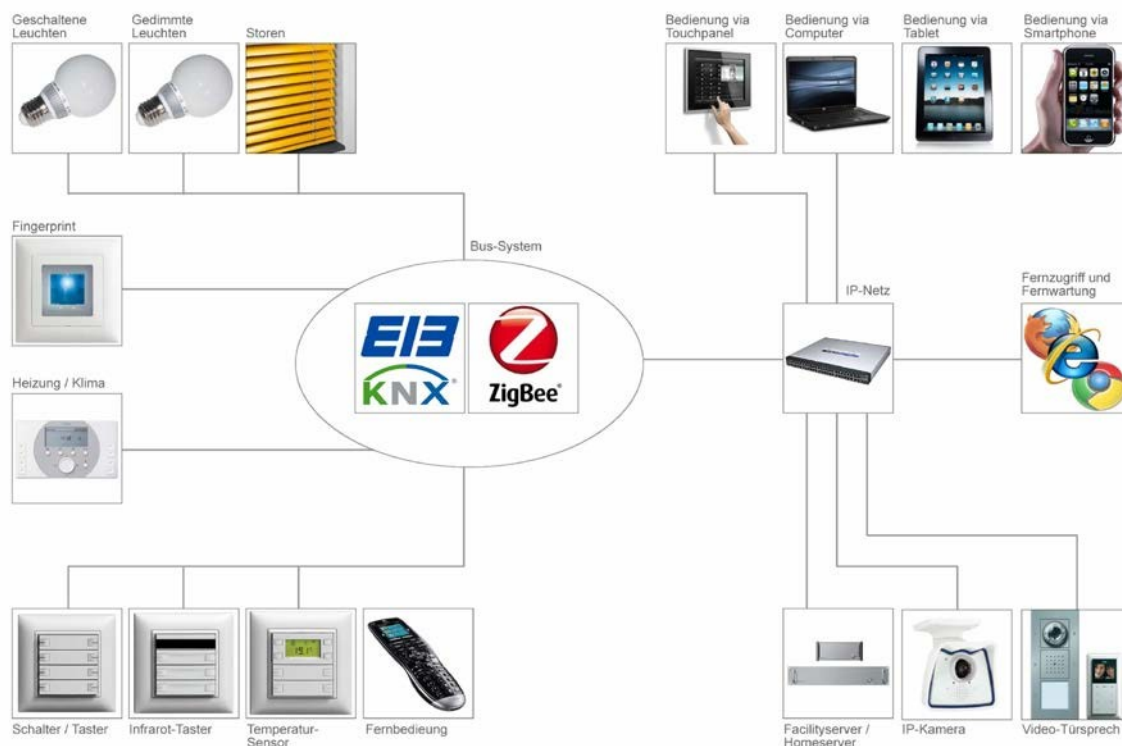 Geschaltene
Leuchten
Gedimmte
Leuchten
Storen
Bedienung via
Touchpanel
Bedienung via
Computer
Bedienung via
Tablet
Bedienung via
Smartphone
Fingerprint
Bus-System
EIB
KNX®
ZigBee®
IP-Netz
Fernzugriff und
Fernwartung
Heizung / Klima
Schalter / Taster
Infrarot-Taster
Temperatur-
Sensor
Fernbedieung
Facilityserver /
Homeserver
IP-Kamera
Video-Türsprech